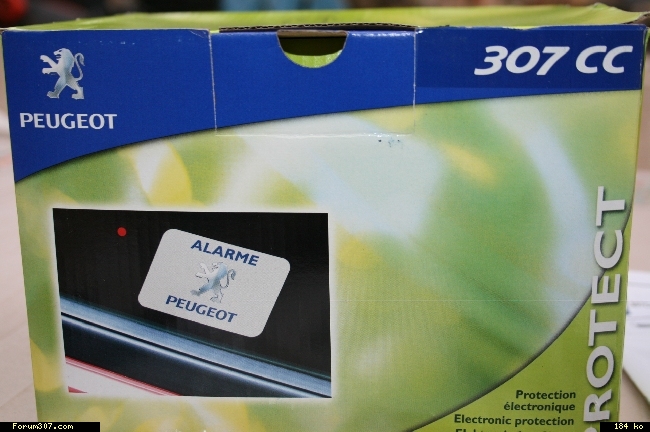 PEUGEOT
307 CC
ALARME
PEUGEOT
PROTECT
Protection
électronique
Electronic protection
Forum307.com
184 ko